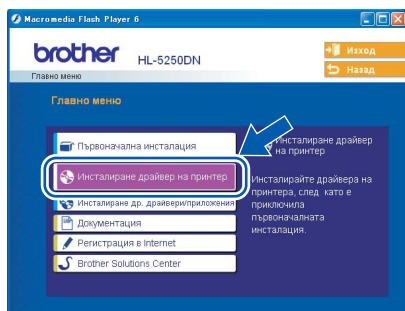 Macromedia Flash Player 6
brother HL-5250DN
Изход
Назад
Главно меню
Главно меню
Първоначална инсталация
Инсталиране драйвер на принтер
Инсталиране др. драйвери/приложения
Документация
Регистрация в Internet
Brother Solutions Center
Инсталиране драйвер
на принтер
Инсталирайте драйвера на
принтера, след като е
приключила
първоначалната
инсталация.